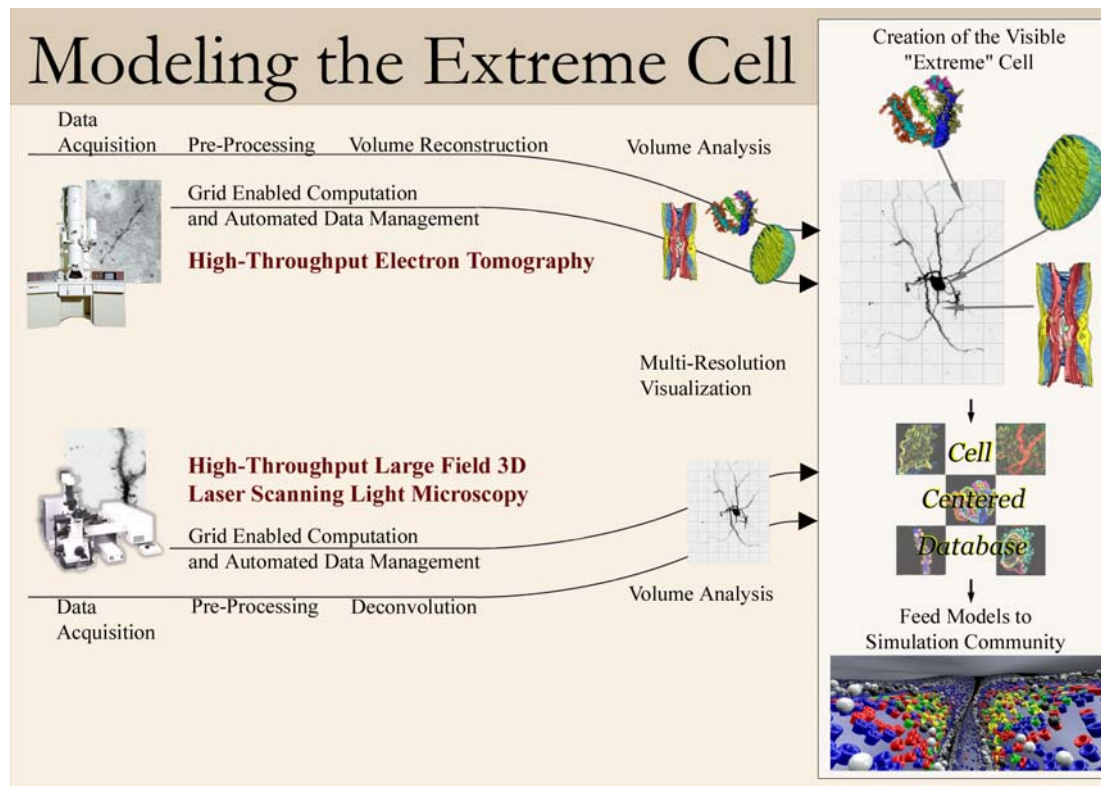 Modeling the Extreme Cell
Data
Acquisition
Pre-Processing
Volume Reconstruction
Volume Analysis
Grid Enabled Computation
and Automated Data Management
High-Throughput Electron Tomography
Multi-Resolution
Visualization
High-Throughput Large Field 3D
Laser Scanning Light Microscopy
Grid Enabled Computation
and Automated Data Management
Data
Acquisition
Pre-Processing
Deconvolution
Volume Analysis
Creation of the Visible
"Extreme" Cell
Cell
Centered
Database
Feed Models to
Simulation Community